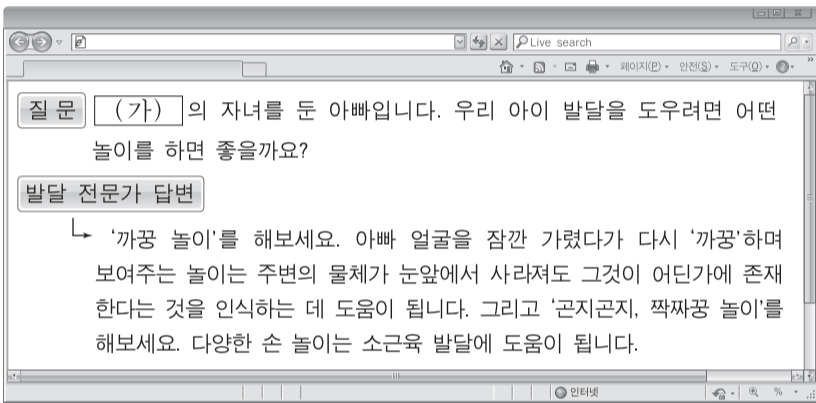 Live search
페이지(P) 안전(S) 도구(O)
질문 (가) 의 자녀를 둔 아빠입니다. 우리 아이 발달을 도우려면 어떤
놀이를 하면 좋을까요?
발달 전문가 답변
‘까꿍 놀이’를 해보세요. 아빠 얼굴을 잠깐 가렸다가 다시 ‘까꿍’하며
보여주는 놀이는 주변의 물체가 눈앞에서 사라져도 그것이 어딘가에 존재
한다는 것을 인식하는 데 도움이 됩니다. 그리고 ‘곤지곤지, 짝짜꿍 놀이’를
해보세요. 다양한 손 놀이는 소근육 발달에 도움이 됩니다.
인터넷 %